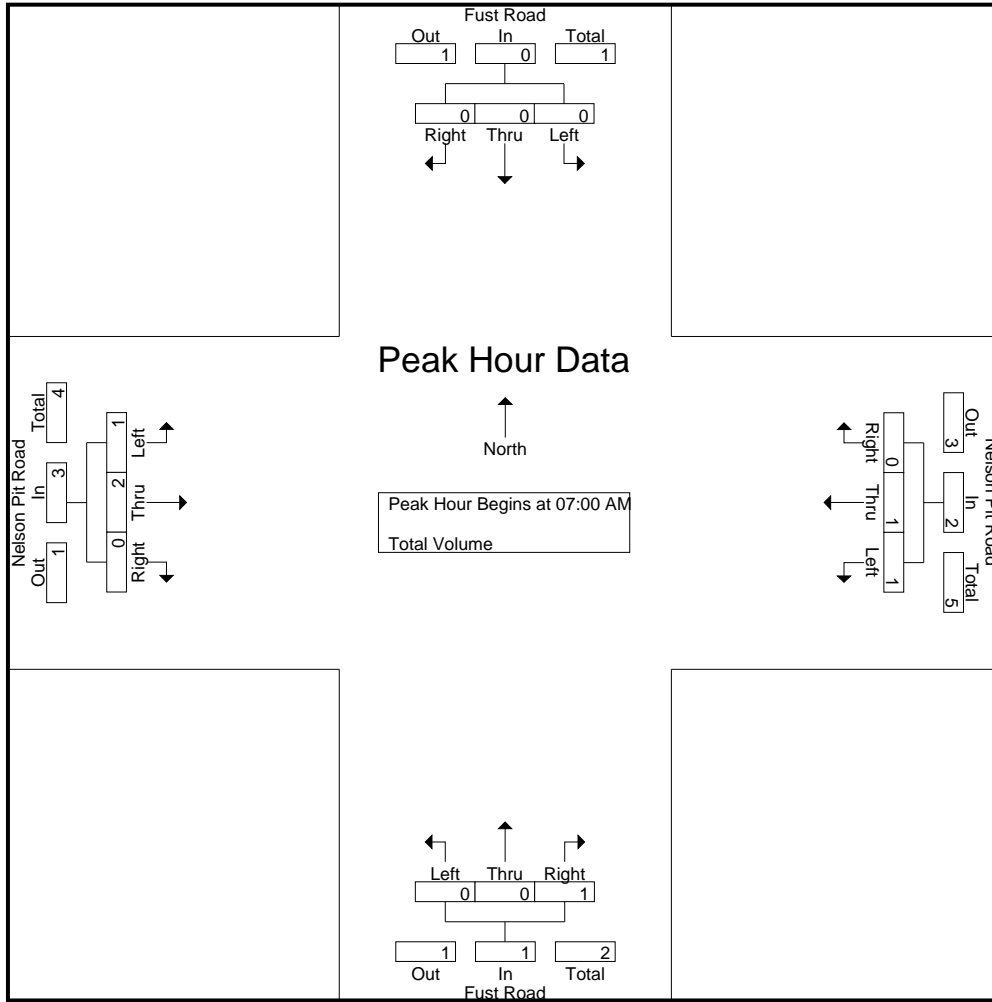 Fust Road
Out In Total
1 0 1
0 0 0
Right Thru Left
Peak Hour Data
North
Peak Hour Begins at 07:00 AM
Total Volume
Nelson Pit Road
Total In Out
4 3 1
1 2 0
Left Thru Right
Nelson Pit Road
Out In Total
3 2 5
0 1 1
Right Thru Left
Left Thru Right
0 0 1
1 1 2
Out In Total
Fust Road